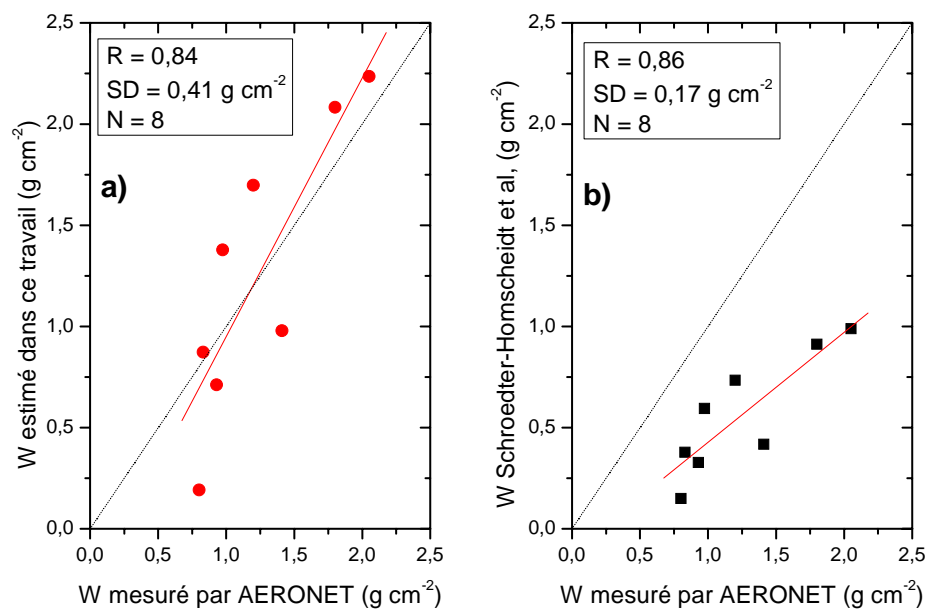 R = 0,84
SD = 0,41 g cm⁻²
N = 8
a)
2,5
2,0
1,5
1,0
0,5
0,0
W estimé dans ce travail (g cm⁻²)
0,0 0,5 1,0 1,5 2,0 2,5
W mesuré par AERONET (g cm⁻²)
R = 0,86
SD = 0,17 g cm⁻²
N = 8
b)
2,5
2,0
1,5
1,0
0,5
0,0
W Schroedter-Homscheidt et al, (g cm⁻²)
0,0 0,5 1,0 1,5 2,0 2,5
W mesuré par AERONET (g cm⁻²)